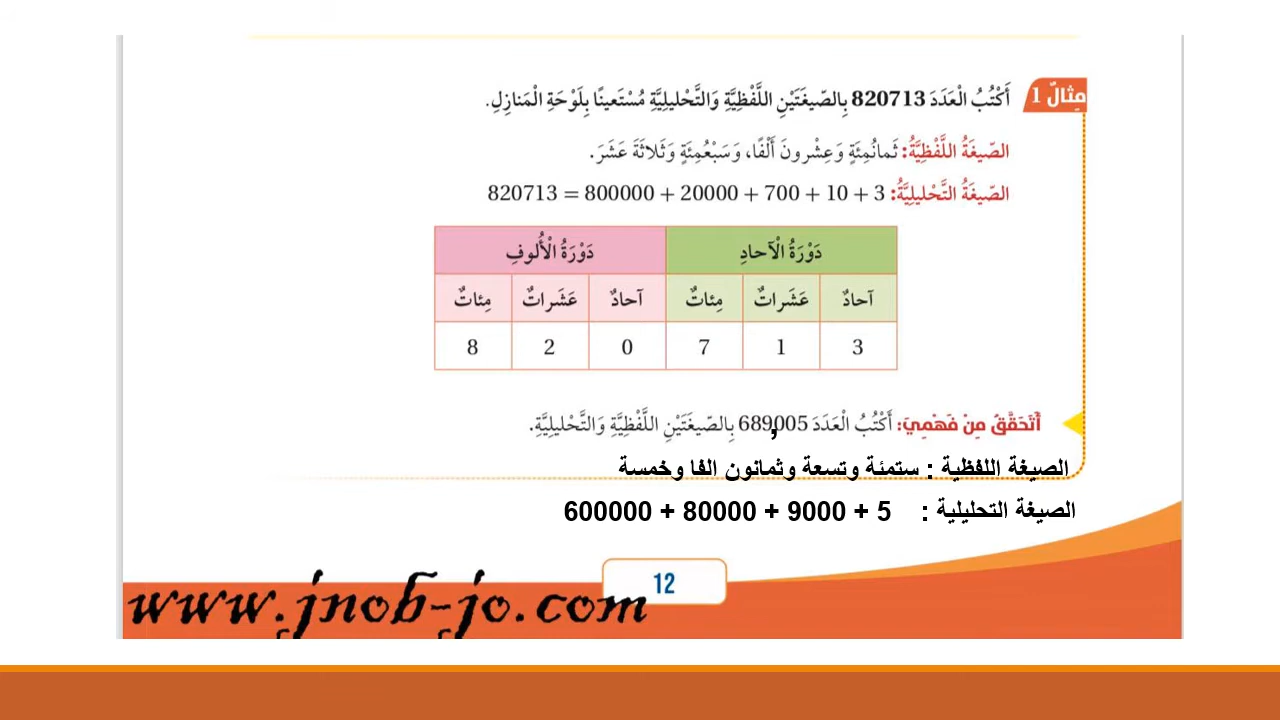 مِثالٌ 1 أَكْتُبُ الْعَدَدَ 820713 بِالصّيغَتَيْنِ اللَّفْظِيَّةِ وَالتَّحْليلِيَّةِ مُسْتَعينًا بِلَوْحَةِ الْمَنازِلِ.
الصّيغَةُ اللَّفْظِيَّةُ: ثَمانُمِئَةٍ وَعِشْرونَ أَلْفًا، وَسَبْعُمِئَةٍ وَثَلاثَةَ عَشَرَ.
الصّيغَةُ التَّحْليلِيَّةُ: 820713 = 800000 + 20000 + 700 + 10 + 3
دَوْرَةُ الْآحادِ دَوْرَةُ الْأُلوفِ
آحادٌ عَشَراتٌ مِئاتٌ آحادٌ عَشَراتٌ مِئاتٌ
3 1 7 0 2 8
أَتَحَقَّقُ مِنْ فَهْمِيَ: أَكْتُبُ الْعَدَدَ 689,005 بِالصّيغَتَيْنِ اللَّفْظِيَّةِ وَالتَّحْليلِيَّةِ.
الصيغة اللفظية : ستمئة وتسعة وثمانون الفا وخمسة
الصيغة التحليلية : 600000 + 80000 + 9000 + 5
12
www.jnob-jo.com